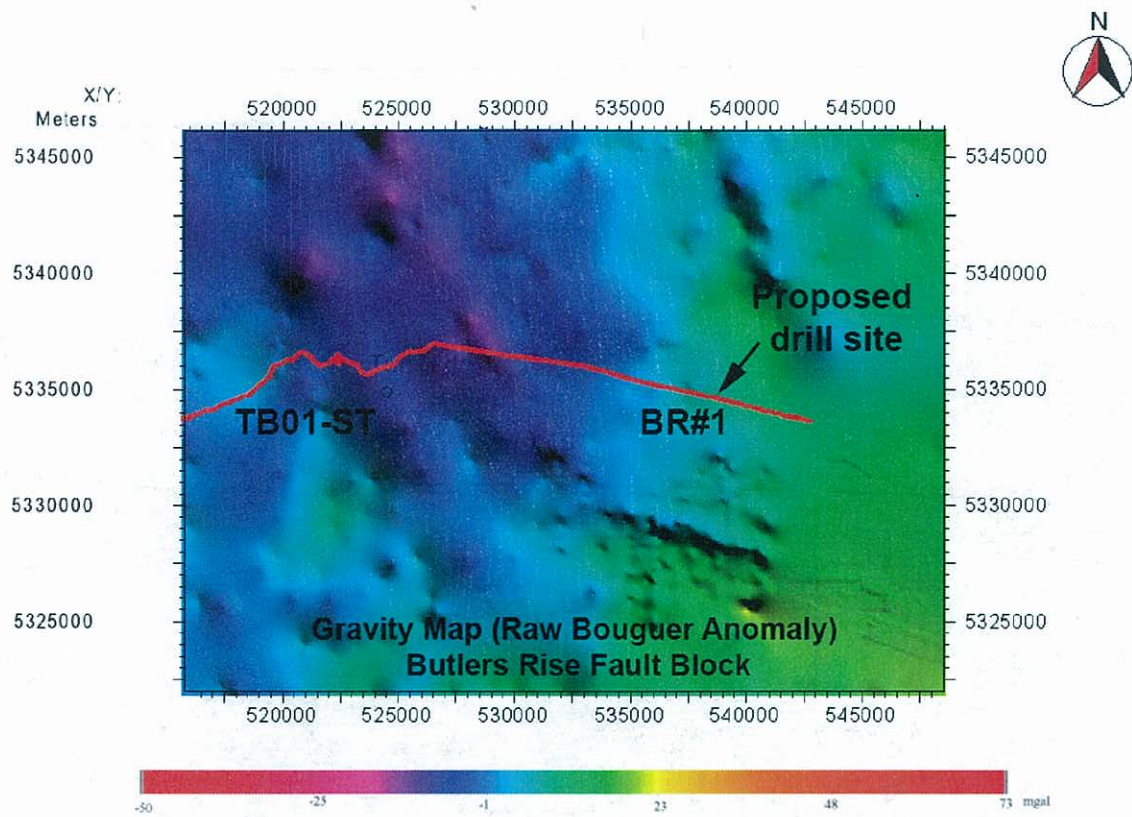 N
X/Y:
Meters
520000 525000 530000 535000 540000 545000
5345000 5345000
5340000 5340000
Proposed
drill site
5335000 5335000
TB01-ST BR#1
5330000 5330000
5325000 5325000
Gravity Map (Raw Bouguer Anomaly)
Butlers Rise Fault Block
520000 525000 530000 535000 540000 545000
-50 -25 -1 23 48 73 mgal